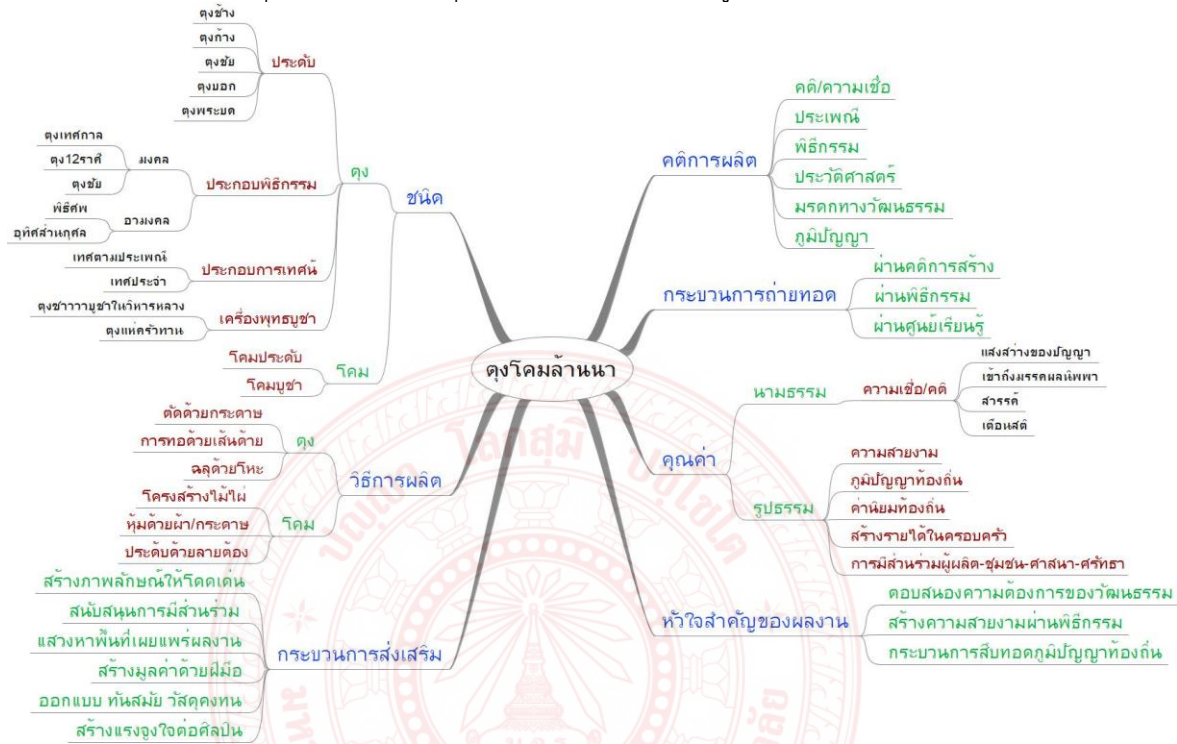 ตุงช้าง
ตุงก้าง
ตุงชัย
ตุงบอก
ตุงพระบด
ประดับ
ตุงเทศกาล
ตุง12ราศี
ตุงชัย
มงคล
พิธีศพ
อุทิศส่วนกุศล
อวมงคล
ประกอบพิธีกรรม
เทศตามประเพณี
เทศประจำ
ประกอบการเทศน์
ตุงชาววาบูชาในวิหารหลวง
ตุงแห่ครัวทาน
เครื่องพุทธบูชา
ตุง
โคมประดับ
โคมบูชา
โคม
ชนิด
ตัดด้วยกระดาษ
การทอด้วยเส้นด้าย
ฉลุด้วยโหะ
ตุง
โครงสร้างไม้ไผ่
หุ้มด้วยผ้า/กระดาษ
ประดับด้วยลายต้อง
โคม
วิธีการผลิต
สร้างภาพลักษณ์ให้โดดเด่น
สนับสนุนการมีส่วนร่วม
แสวงหาพื้นที่เผยแพร่ผลงาน
สร้างมูลค่าด้วยฝีมือ
ออกแบบ ทันสมัย วัสดุคงทน
สร้างแรงจูงใจต่อศิลปิน
กระบวนการส่งเสริม
ตุงโคมล้านนา
คติการผลิต
คติ/ความเชื่อ
ประเพณี
พิธีกรรม
ประวัติศาสตร์
มรดกทางวัฒนธรรม
ภูมิปัญญา
กระบวนการถ่ายทอด
ผ่านคติการสร้าง
ผ่านพิธีกรรม
ผ่านศูนย์เรียนรู้
คุณค่า
นามธรรม
ความเชื่อ/คติ
แสงสว่างของปัญญา
เข้าถึงมรรคผลนิพพา
สวรรค์
เตือนสติ
รูปธรรม
ความสวยงาม
ภูมิปัญญาท้องถิ่น
ค่านิยมท้องถิ่น
สร้างรายได้ในครอบครัว
การมีส่วนร่วมผู้ผลิต-ชุมชน-ศาสนา-ศรัทธา
หัวใจสำคัญของผลงาน
ตอบสนองความต้องการของวัฒนธรรม
สร้างความสวยงามผ่านพิธีกรรม
กระบวนการสืบทอดภูมิปัญญาท้องถิ่น
ปญฺญา โลกสฺมิ ปชฺโชโต